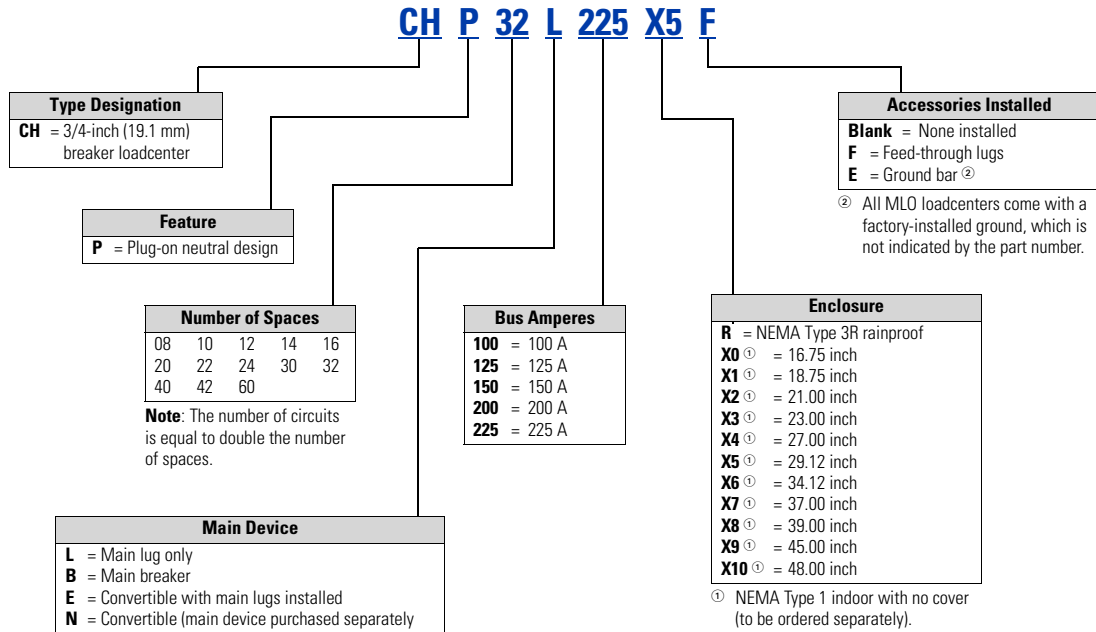 CH P 32 L 225 X5 F
Type Designation
CH = 3/4-inch (19.1 mm)
breaker loadcenter
Feature
P = Plug-on neutral design
Number of Spaces
08 10 12 14 16
20 22 24 30 32
40 42 60
Note: The number of circuits
is equal to double the number
of spaces.
Main Device
L = Main lug only
B = Main breaker
E = Convertible with main lugs installed
N = Convertible (main device purchased separately
Bus Amperes
100 = 100 A
125 = 125 A
150 = 150 A
200 = 200 A
225 = 225 A
Accessories Installed
Blank = None installed
F = Feed-through lugs
E = Ground bar ②
② All MLO loadcenters come with a
factory-installed ground, which is
not indicated by the part number.
Enclosure
R = NEMA Type 3R rainproof
X0 ① = 16.75 inch
X1 ① = 18.75 inch
X2 ① = 21.00 inch
X3 ① = 23.00 inch
X4 ① = 27.00 inch
X5 ① = 29.12 inch
X6 ① = 34.12 inch
X7 ① = 37.00 inch
X8 ① = 39.00 inch
X9 ① = 45.00 inch
X10 ① = 48.00 inch
① NEMA Type 1 indoor with no cover
(to be ordered separately).